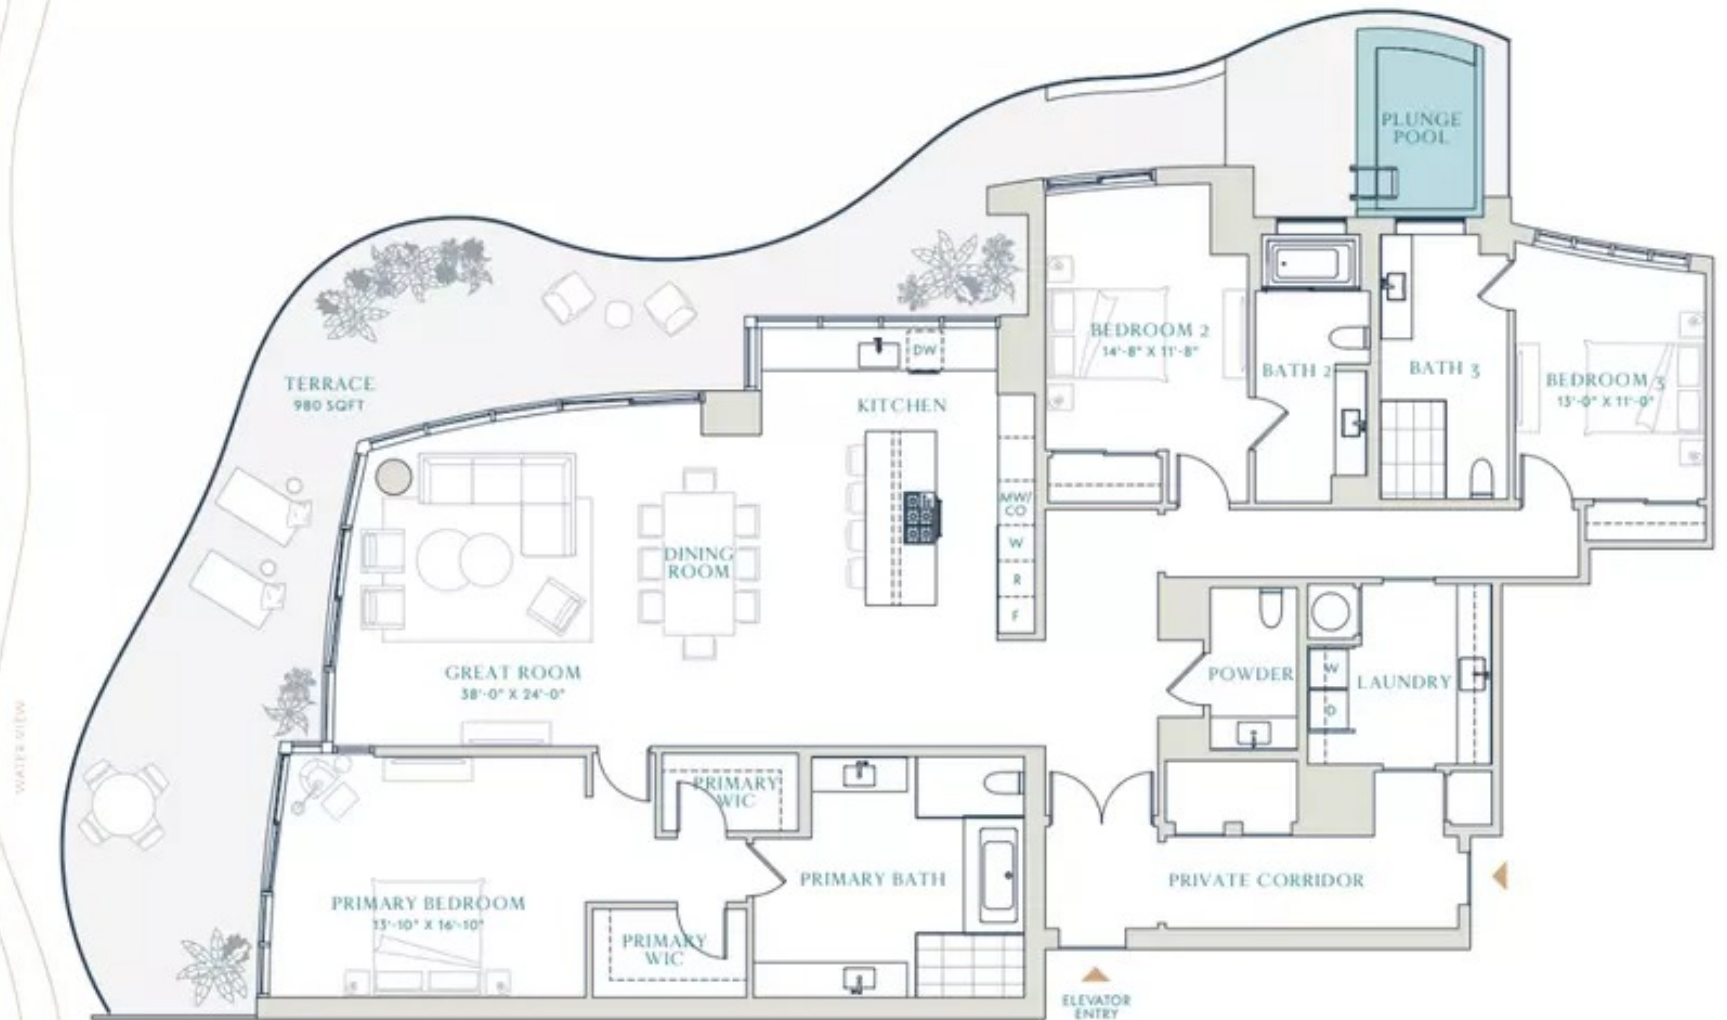 PLUNGE
POOL
BEDROOM 2
14'-8" X 11'-8"
BATH 2
BATH 3
BEDROOM 3
13'-0" X 11'-0"
TERRACE
980 SQFT
DW
KITCHEN
MW/
CO
W
R
F
DINING
ROOM
GREAT ROOM
38'-0" X 24'-0"
POWDER
W
D
LAUNDRY
WATER VIEW
PRIMARY
WIC
PRIMARY BATH
PRIVATE CORRIDOR
PRIMARY BEDROOM
13'-10" X 16'-10"
PRIMARY
WIC
ELEVATOR
ENTRY